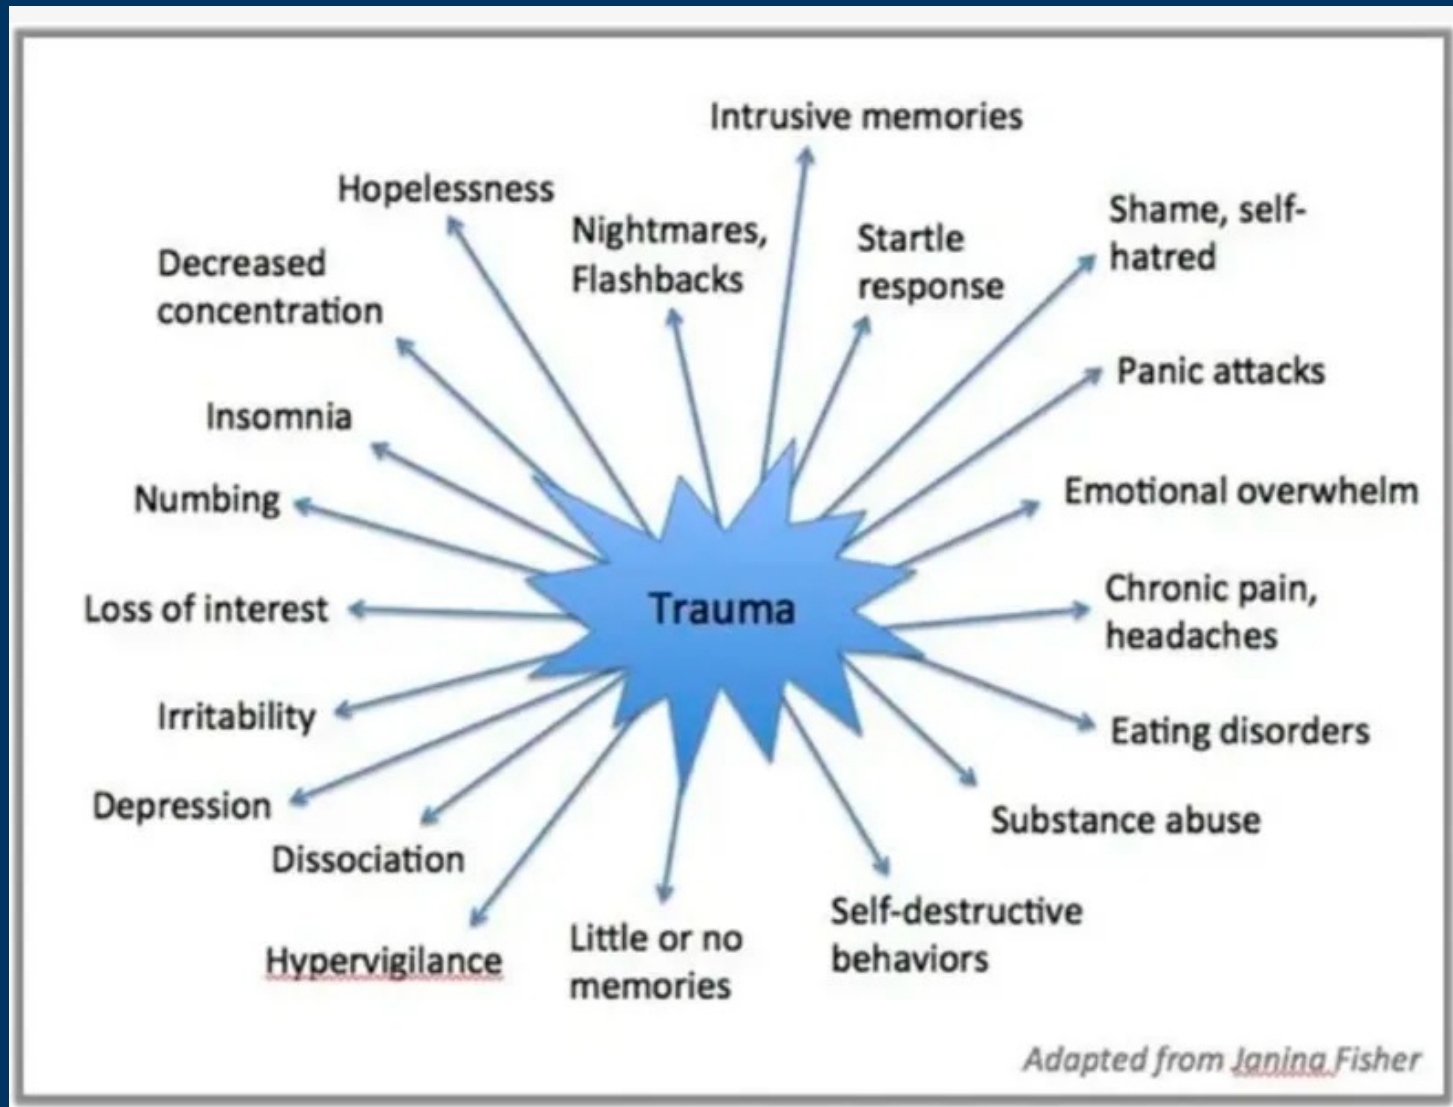 Intrusive memories
Hopelessness
Nightmares,
Flashbacks
Startle
response
Shame, self-
hatred
Decreased
concentration
Panic attacks
Insomnia
Numbing
Emotional overwhelm
Loss of interest
Trauma
Chronic pain,
headaches
Irritability
Eating disorders
Depression
Substance abuse
Dissociation
Hypervigilance
Little or no
memories
Self-destructive
behaviors
Adapted from Janina Fisher